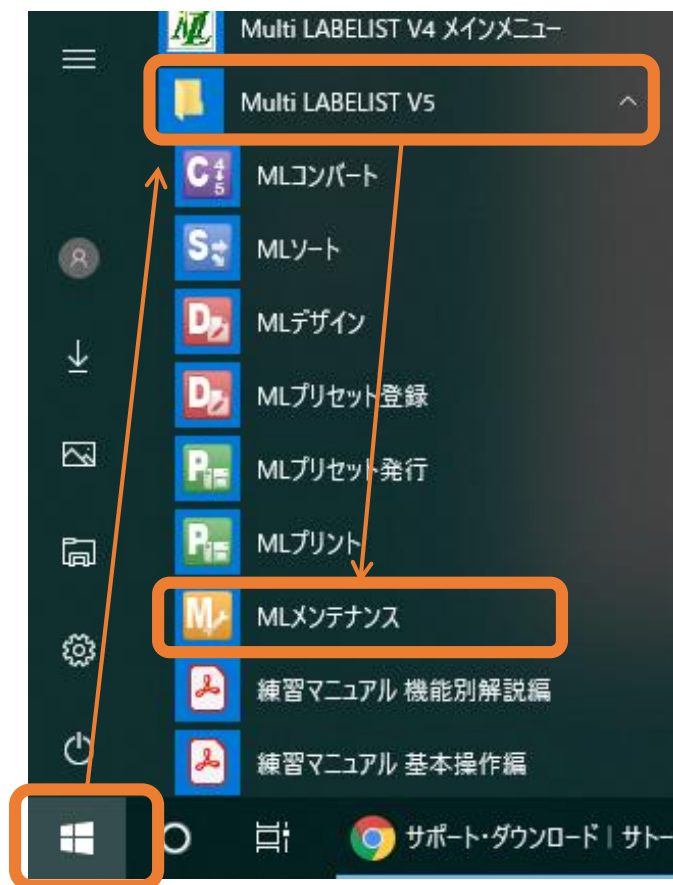 Multi LABELIST V4 メインメニュー
Multi LABELIST V5
MLコンバート
MLソート
MLデザイン
MLプリセット登録
MLプリセット発行
MLプリント
MLメンテナンス
練習マニュアル 機能別解説編
練習マニュアル 基本操作編
サポート・ダウンロード | サトー